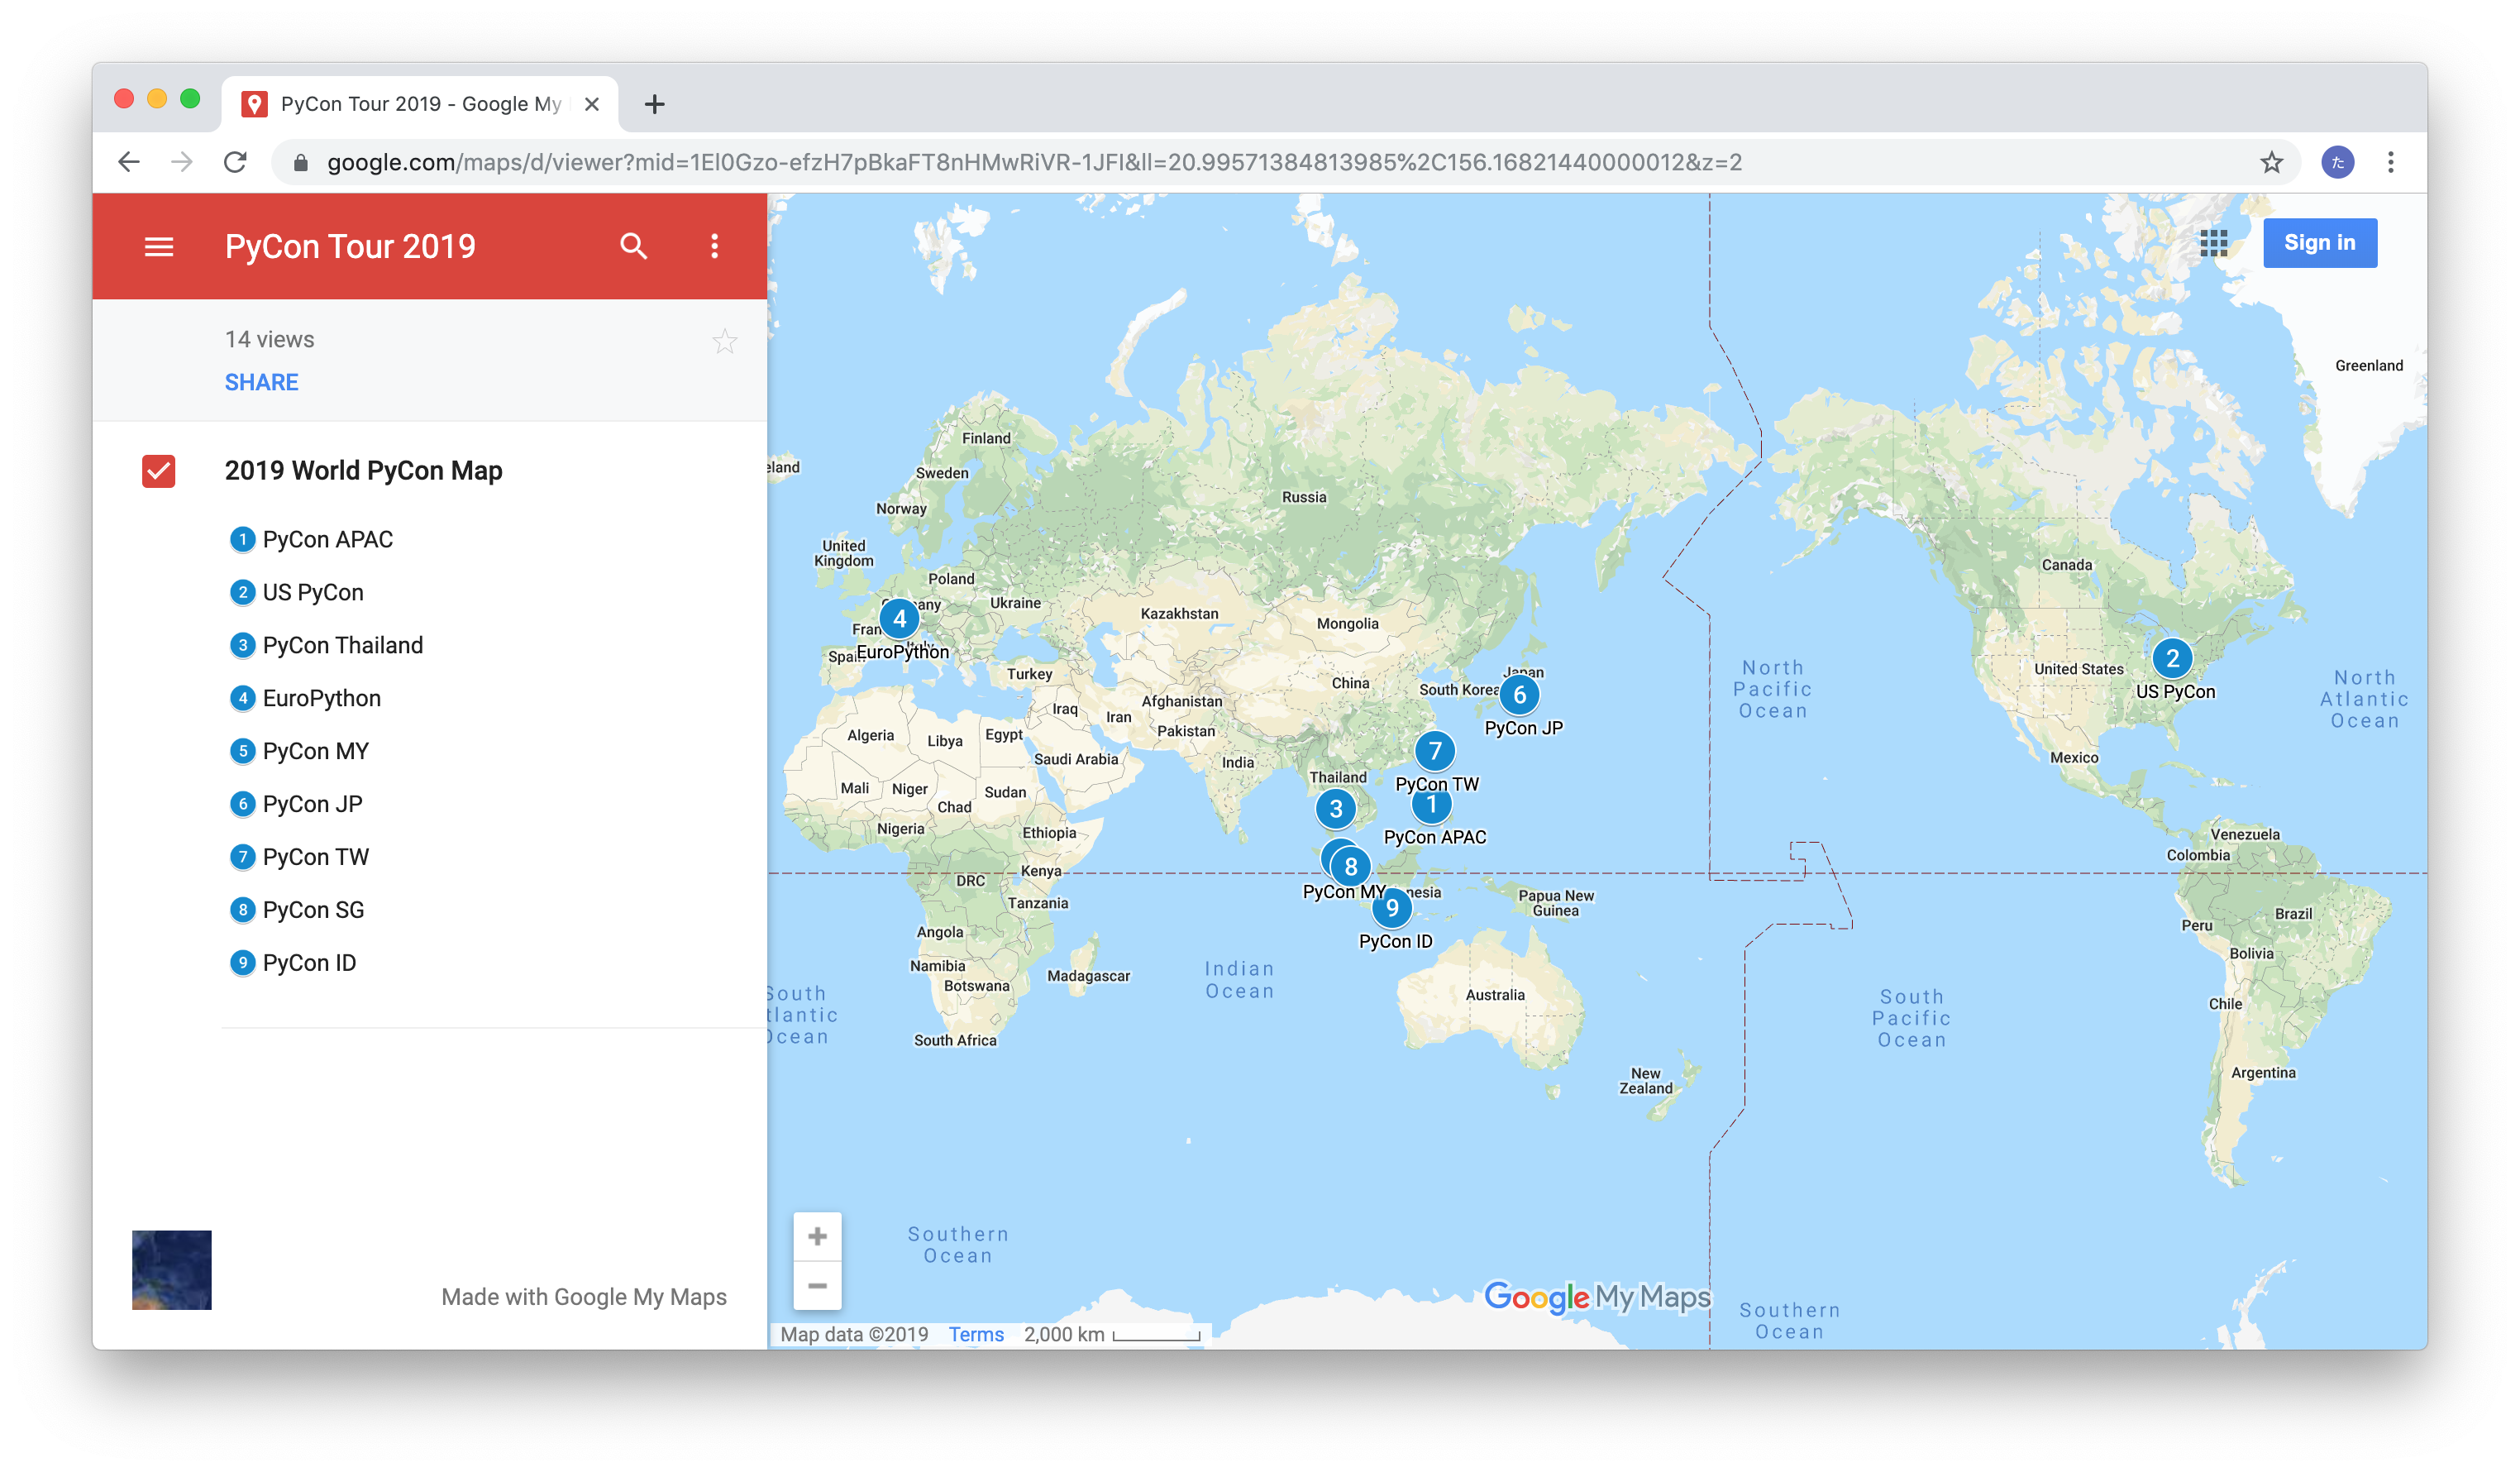 PyCon Tour 2019 - Google My
google.com/maps/d/viewer?mid=1El0Gzo-efzH7pBkaFT8nHMwRiVR-1JFI&ll=20.99571384813985%2C156.16821440000012&z=2
た
PyCon Tour 2019
Sign in
14 views
SHARE
2019 World PyCon Map
1 PyCon APAC
2 US PyCon
3 PyCon Thailand
4 EuroPython
5 PyCon MY
6 PyCon JP
7 PyCon TW
8 PyCon SG
9 PyCon ID
Made with Google My Maps
Greenland
Finland
eland
Sweden
Russia
Norway
United
Kingdom
Canada
Poland
Ukraine
Kazakhstan
Mongolia
4
EuroPython
Turkey
China
Japan
South Korea
6
PyCon JP
United States
2
US PyCon
North
Pacific
Ocean
North
Atlantic
Ocean
Iraq
Iran
Afghanistan
Pakistan
Algeria
Libya
Egypt
Saudi Arabia
India
7
PyCon TW
Mexico
Thailand
Mali
Niger
Chad
Sudan
3
1
PyCon APAC
Nigeria
Ethiopia
Venezuela
Colombia
8
PyCon MY
nesia
DRC
Kenya
Tanzania
9
PyCon ID
Papua New
Guinea
Brazil
Peru
Angola
Bolivia
Namibia
Botswana
Madagascar
Indian
Ocean
Australia
South
tlantic
Ocean
South
Pacific
Ocean
Chile
South Africa
New
Zealand
Argentina
Southern
Ocean
Google My Maps
Southern
Ocean
Map data ©2019 Terms 2,000 km